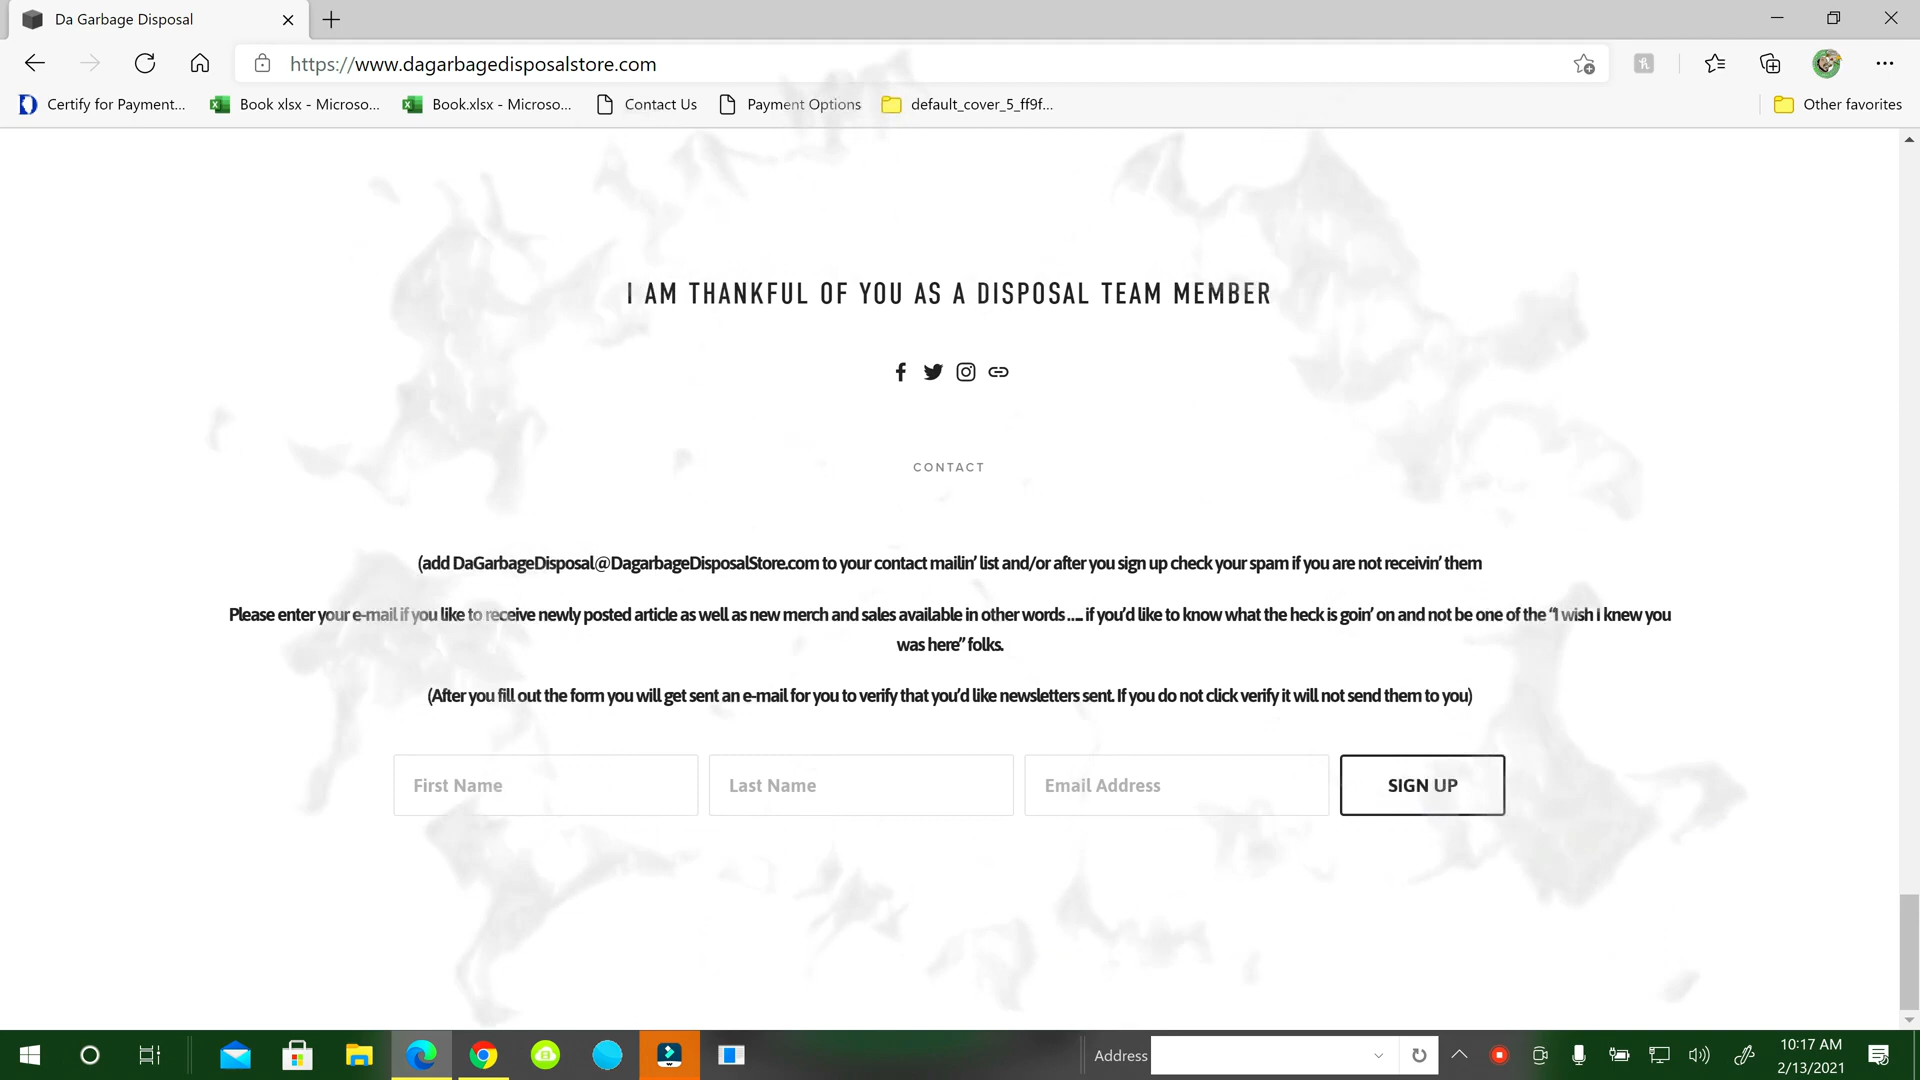 Da Garbage Disposal
https://www.dagarbagedisposalstore.com
Certify for Payment... Book xlsx - Microso... Book.xlsx - Microso... Contact Us Payment Options default_cover_5_ff9f... Other favorites
I AM THANKFUL OF YOU AS A DISPOSAL TEAM MEMBER
CONTACT
(add DaGarbageDisposal@DagarbageDisposalStore.com to your contact mailin’ list and/or after you sign up check your spam if you are not receivin’ them
Please enter your e-mail if you like to receive newly posted article as well as new merch and sales available in other words .... if you’d like to know what the heck is goin’ on and not be one of the “I wish I knew you
was here” folks.
(After you fill out the form you will get sent an e-mail for you to verify that you’d like newsletters sent. If you do not click verify it will not send them to you)
First Name Last Name Email Address SIGN UP
Address
10:17 AM
2/13/2021